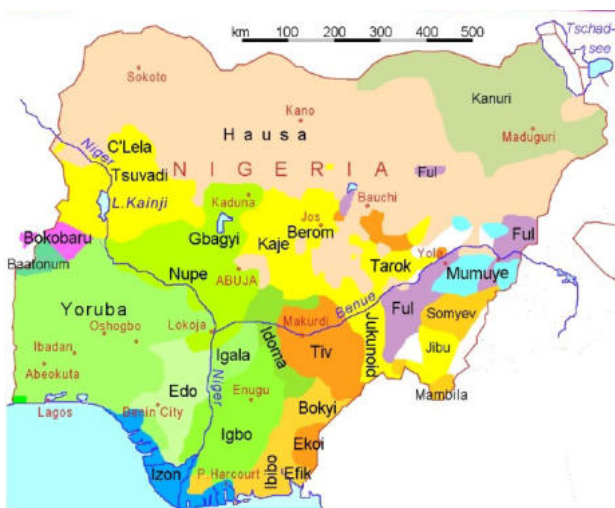 km 100 200 300 400 500
Tschad-
see
Sokoto
Kanuri
Kano
Maduguri
Hausa
Niger
C'Lela
NIGERIA
Tsuvadi
Ful
Kaduna
Bauchi
L.Kainji
Jos
Bokobaru
Gbagyi
Berom
Ful
Kaje
Baatonum
Yola
Tarok
Nupe
ABUJA
Mumuye
Benue
Ful
Yoruba
Somyev
Oshogbo
Lokoja
Makurdi
Idoma
Jukunoid
Ibadan
Igala
Tiv
Jibu
Abeokuta
Edo
Niger
Enugu
Mambila
Lagos
Benin City
Bokyi
Igbo
Ekoi
Izon
P.Harcourt
Ibibo
Efik